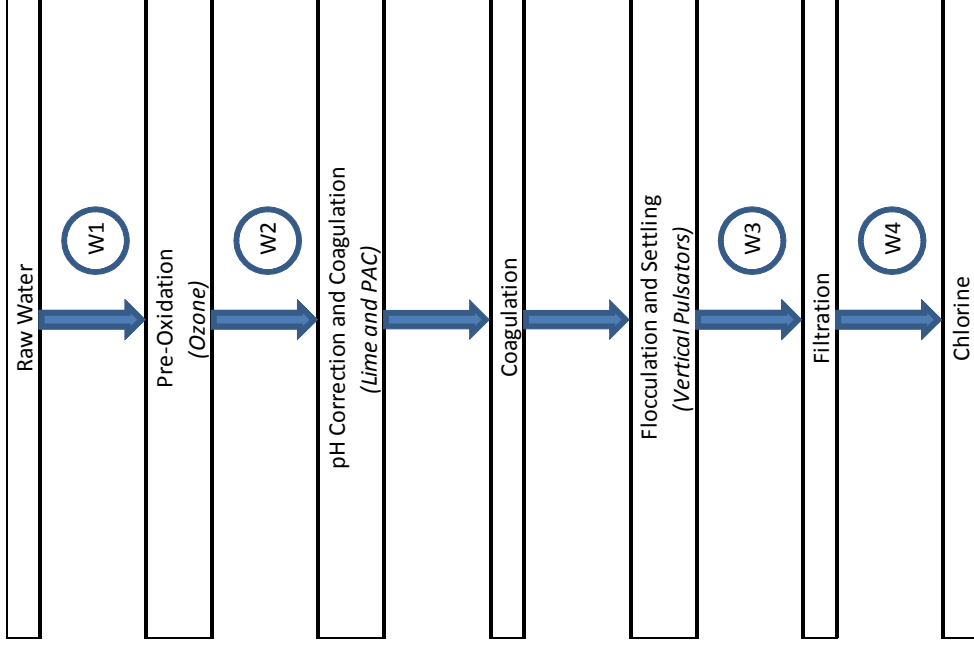 Raw Water
W1
Pre-Oxidation
(Ozone)
W2
pH Correction and Coagulation
(Lime and PAC)
Coagulation
Flocculation and Settling
(Vertical Pulsators)
W3
Filtration
W4
Chlorine